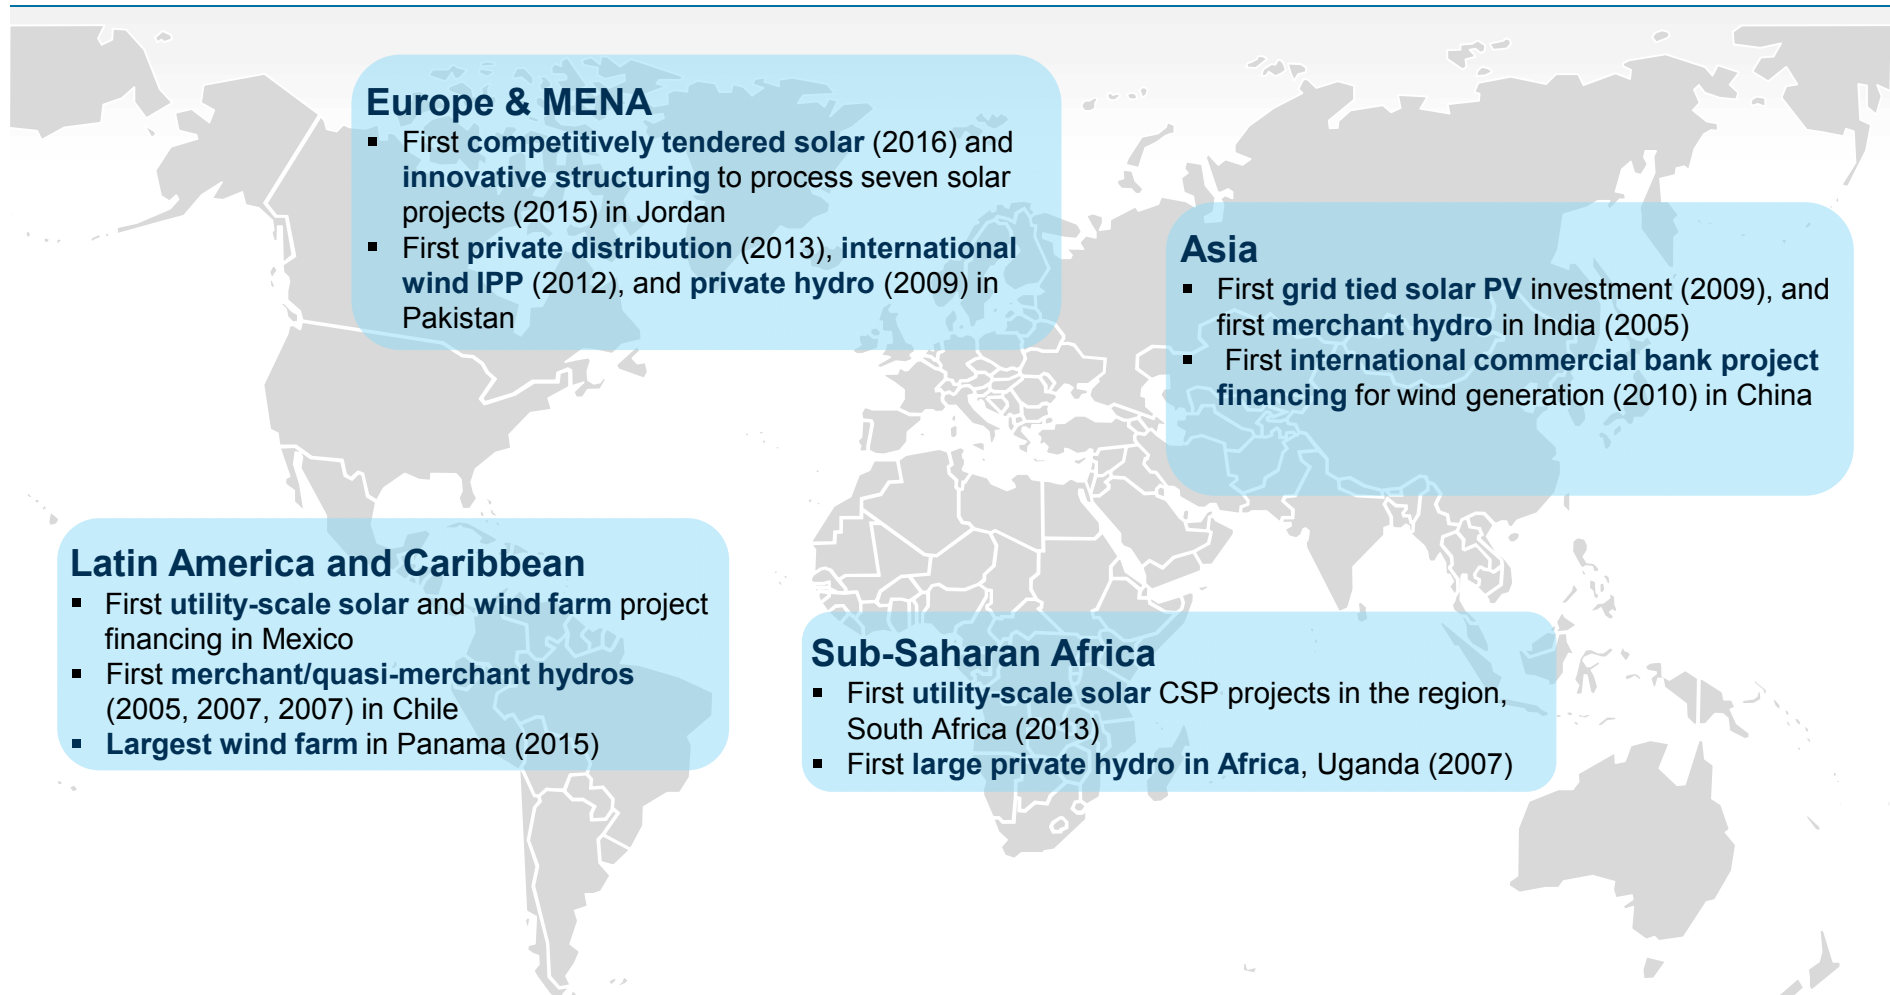 Europe & MENA
▪ First competitively tendered solar (2016) and
innovative structuring to process seven solar
projects (2015) in Jordan
▪ First private distribution (2013), international
wind IPP (2012), and private hydro (2009) in
Pakistan
Asia
▪ First grid tied solar PV investment (2009), and
first merchant hydro in India (2005)
▪ First international commercial bank project
financing for wind generation (2010) in China
Latin America and Caribbean
▪ First utility-scale solar and wind farm project
financing in Mexico
▪ First merchant/quasi-merchant hydros
(2005, 2007, 2007) in Chile
▪ Largest wind farm in Panama (2015)
Sub-Saharan Africa
▪ First utility-scale solar CSP projects in the region,
South Africa (2013)
▪ First large private hydro in Africa, Uganda (2007)